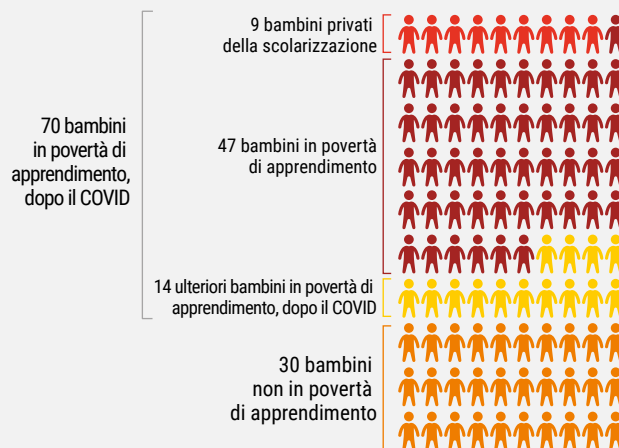 9 bambini privati
della scolarizzazione
70 bambini
in povertà di
apprendimento,
dopo il COVID
47 bambini in povertà
di apprendimento
14 ulteriori bambini in povertà di
apprendimento, dopo il COVID
30 bambini
non in povertà
di apprendimento